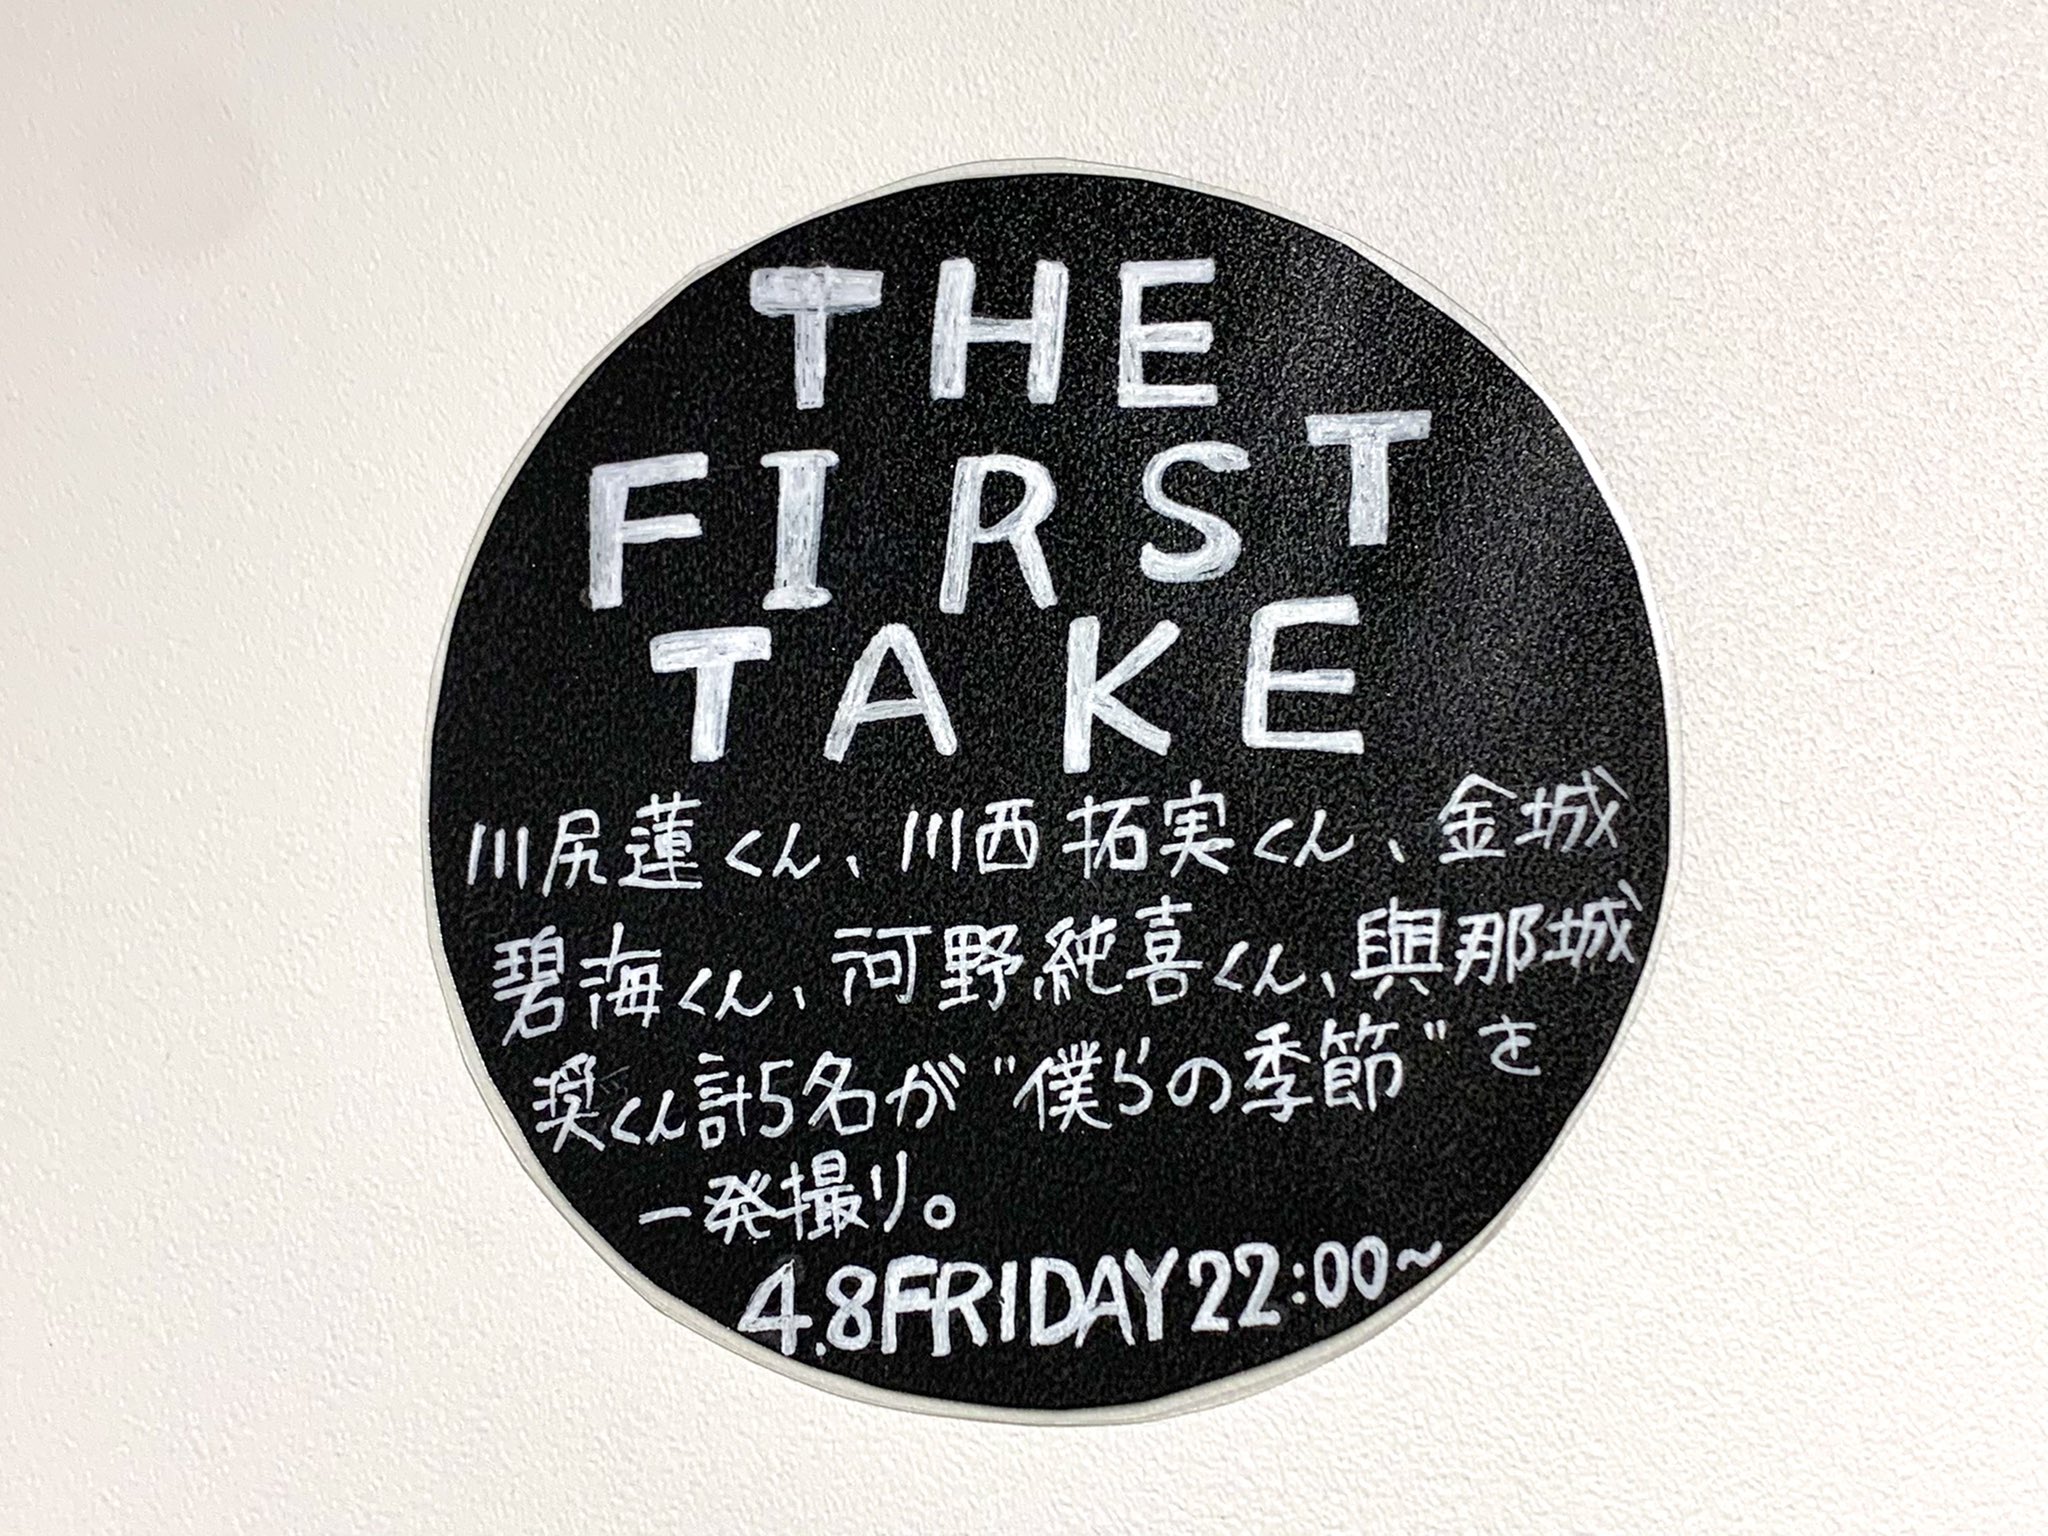 THE
FIRST
TAKE
川尻蓮くん、川西拓実くん、金城
碧海くん、河野純喜くん、與那城
奨くん計5名が"僕らの季節"を
一発撮り。
4.8FRIDAY22:00~